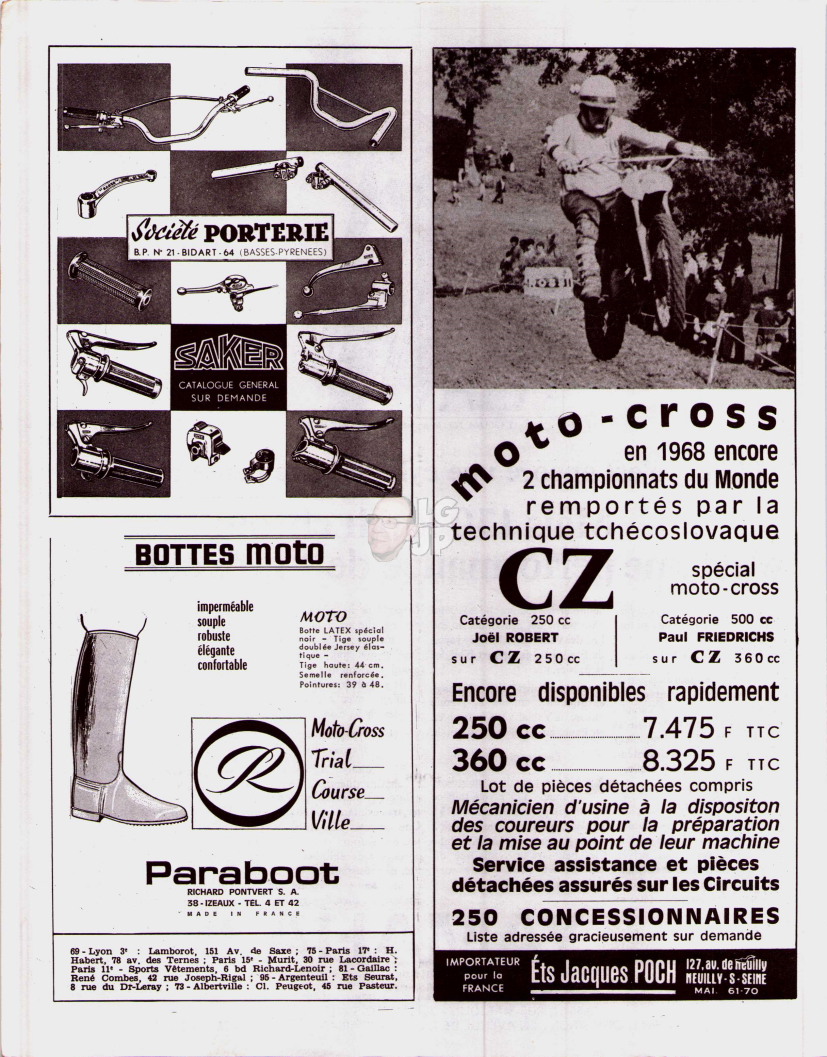 Société PORTERIE
B.P. N° 21 - BIDART - 64 (BASSES-PYRENEES)
SAKER
CATALOGUE GENERAL
SUR DEMANDE
BOTTES moto
imperméable
souple
robuste
élégante
confortable
MOTO
Botte LATEX spécial
noir - Tige souple
doublée Jersey élas-
tique -
Tige haute: 44 cm.
Semelle renforcée.
Pointures: 39 à 48.
R
Moto-Cross
Trial
Course
Ville
Paraboot
RICHARD PONTVERT S. A.
38 - IZEAUX - TÉL. 4 ET 42
MADE IN FRANCE
69 - Lyon 3e : Lamborot, 151 Av. de Saxe ; 75 - Paris 17e : H.
Habert, 78 av. des Ternes ; Paris 15e - Murit, 30 rue Lacordaire ;
Paris 11e - Sports Vêtements, 6 bd Richard-Lenoir ; 81 - Gaillac :
René Combes, 42 rue Joseph-Rigal ; 95 - Argenteuil : Ets Seurat,
8 rue du Dr-Leray ; 73 - Albertville : Cl. Peugeot, 45 rue Pasteur.
ROSSI
moto-cross
en 1968 encore
2 championnats du Monde
remportés par la
technique tchécoslovaque
CZ
spécial
moto-cross
Catégorie 250 cc
Joël ROBERT
sur CZ 250 cc
Catégorie 500 cc
Paul FRIEDRICHS
sur CZ 360 cc
Encore disponibles rapidement
250 cc 7.475 F TTC
360 cc 8.325 F TTC
Lot de pièces détachées compris
Mécanicien d'usine à la dispositon
des coureurs pour la préparation
et la mise au point de leur machine
Service assistance et pièces
détachées assurés sur les Circuits
250 CONCESSIONNAIRES
Liste adressée gracieusement sur demande
IMPORTATEUR
pour la
FRANCE
Éts Jacques POCH
127, av. de neuilly
NEUILLY-S-SEINE
MAI. 61-70
LG
JP